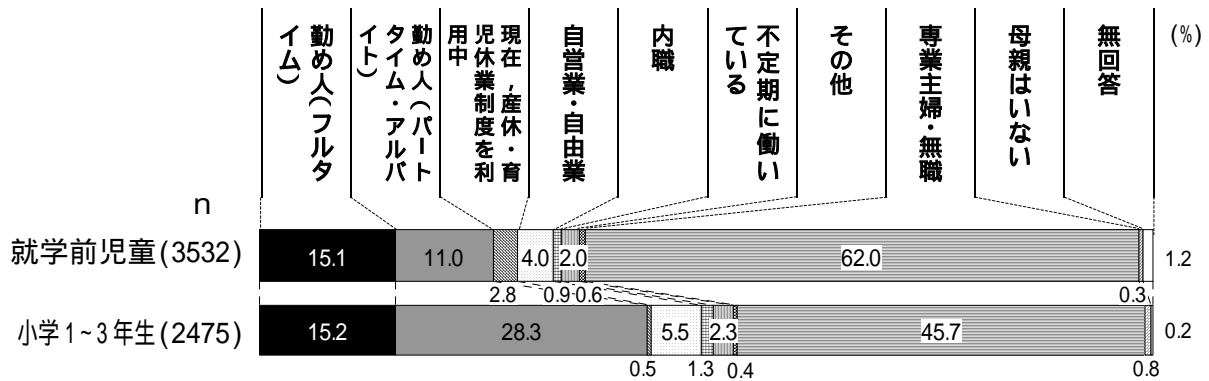 勤め人(フルタ
イム)
勤め人(パート
タイム・アルバ
イト)
現在,産休・育
児休業制度を利
用中
自営業・自由業
内職
不定期に働い
ている
その他
専業主婦・無職
母親はいない
無回答
(%)
n
就学前児童(3532)
15.1
11.0
4.0
2.0
62.0
1.2
2.8
0.9
0.6
0.3
小学1~3年生(2475)
15.2
28.3
5.5
2.3
45.7
0.2
0.5
1.3
0.4
0.8